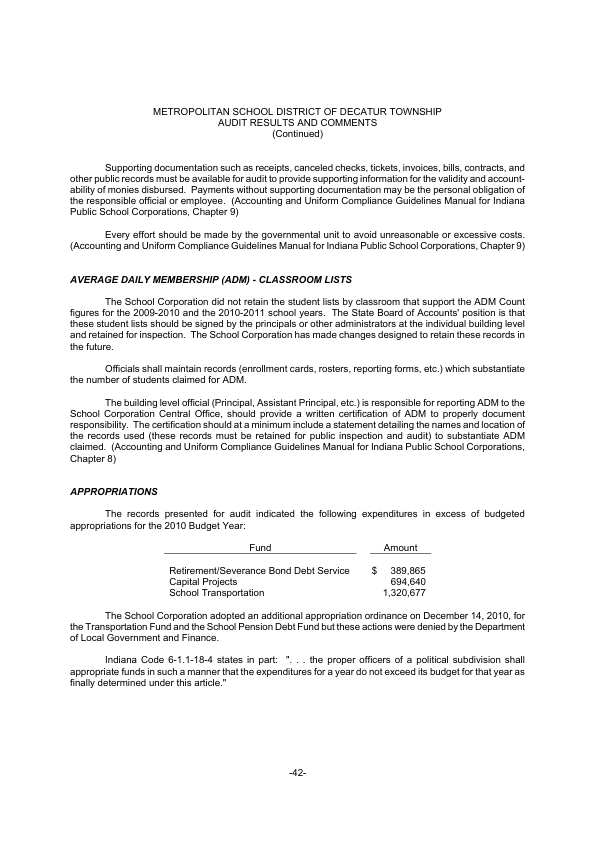 METROPOLITAN SCHOOL DISTRICT OF DECATUR TOWNSHIP
AUDIT RESULTS AND COMMENTS
(Continued)
Supporting documentation such as receipts, canceled checks, tickets, invoices, bills, contracts, and
other public records must be available for audit to provide supporting information for the validity and account-
ability of monies disbursed. Payments without supporting documentation may be the personal obligation of
the responsible official or employee. (Accounting and Uniform Compliance Guidelines Manual for Indiana
Public School Corporations, Chapter 9)
Every effort should be made by the governmental unit to avoid unreasonable or excessive costs.
(Accounting and Uniform Compliance Guidelines Manual for Indiana Public School Corporations, Chapter 9)
AVERAGE DAILY MEMBERSHIP (ADM) - CLASSROOM LISTS
The School Corporation did not retain the student lists by classroom that support the ADM Count
figures for the 2009-2010 and the 2010-2011 school years. The State Board of Accounts' position is that
these student lists should be signed by the principals or other administrators at the individual building level
and retained for inspection. The School Corporation has made changes designed to retain these records in
the future.
Officials shall maintain records (enrollment cards, rosters, reporting forms, etc.) which substantiate
the number of students claimed for ADM.
The building level official (Principal, Assistant Principal, etc.) is responsible for reporting ADM to the
School Corporation Central Office, should provide a written certification of ADM to properly document
responsibility. The certification should at a minimum include a statement detailing the names and location of
the records used (these records must be retained for public inspection and audit) to substantiate ADM
claimed. (Accounting and Uniform Compliance Guidelines Manual for Indiana Public School Corporations,
Chapter 8)
APPROPRIATIONS
The records presented for audit indicated the following expenditures in excess of budgeted
appropriations for the 2010 Budget Year:
Fund Amount
Retirement/Severance Bond Debt Service $ 389,865
Capital Projects 694,640
School Transportation 1,320,677
The School Corporation adopted an additional appropriation ordinance on December 14, 2010, for
the Transportation Fund and the School Pension Debt Fund but these actions were denied by the Department
of Local Government and Finance.
Indiana Code 6-1.1-18-4 states in part: ". . . the proper officers of a political subdivision shall
appropriate funds in such a manner that the expenditures for a year do not exceed its budget for that year as
finally determined under this article."
-42-